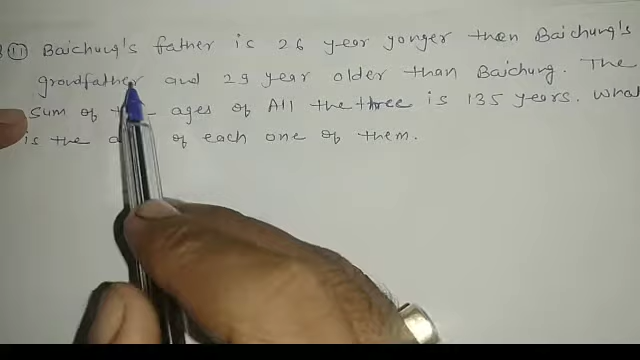 (11) Baichung's father is 26 year yonger then Baichung's
grandfather and 29 year older than Baichung. The
sum of ages of All the three is 135 years. What
is the of each one of them.